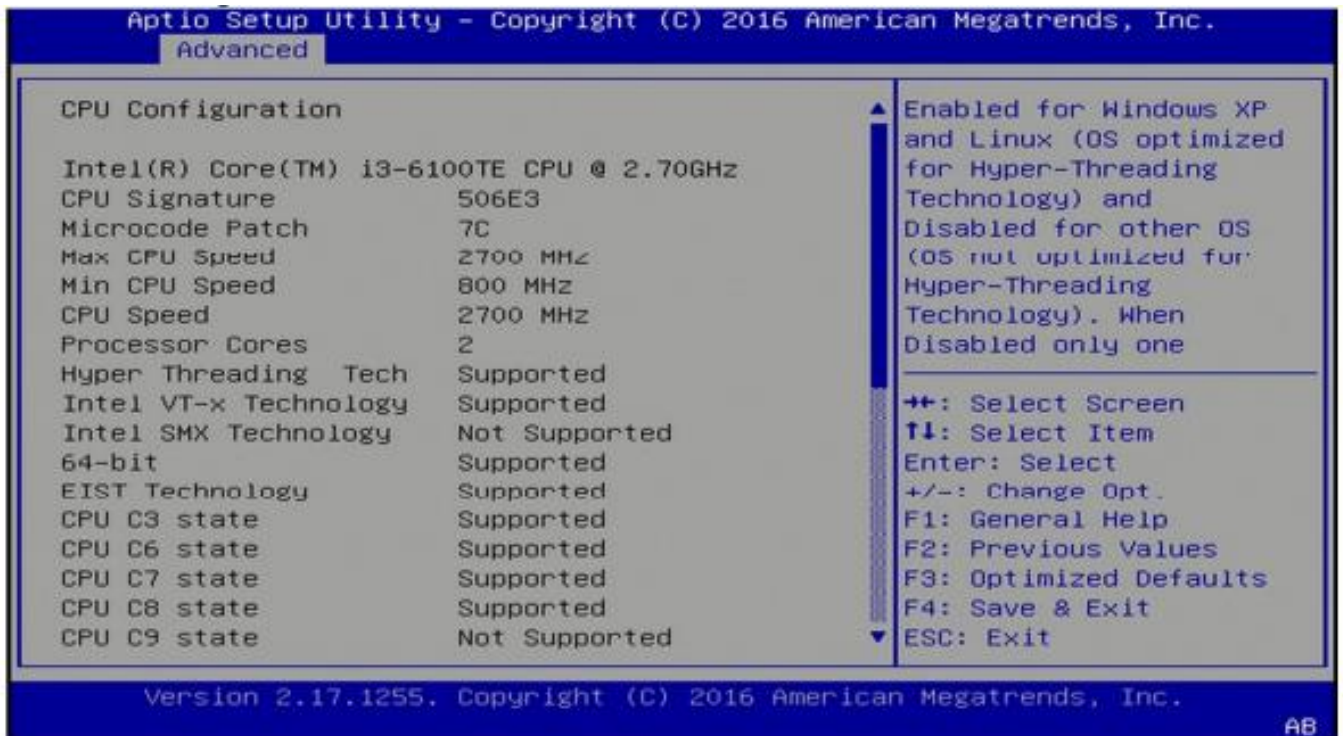 Aptio Setup Utility – Copyright (C) 2016 American Megatrends, Inc.
Advanced
CPU Configuration
Intel(R) Core(TM) i3-6100TE CPU @ 2.70GHz
CPU Signature 506E3
Microcode Patch 7C
Max CPU Speed 2700 MHz
Min CPU Speed 800 MHz
CPU Speed 2700 MHz
Processor Cores 2
Hyper Threading Tech Supported
Intel VT-x Technology Supported
Intel SMX Technology Not Supported
64-bit Supported
EIST Technology Supported
CPU C3 state Supported
CPU C6 state Supported
CPU C7 state Supported
CPU C8 state Supported
CPU C9 state Not Supported
Enabled for Windows XP
and Linux (OS optimized
for Hyper-Threading
Technology) and
Disabled for other OS
(OS not optimized for
Hyper-Threading
Technology). When
Disabled only one
→←: Select Screen
↑↓: Select Item
Enter: Select
+/-: Change Opt.
F1: General Help
F2: Previous Values
F3: Optimized Defaults
F4: Save & Exit
ESC: Exit
Version 2.17.1255. Copyright (C) 2016 American Megatrends, Inc.
AB